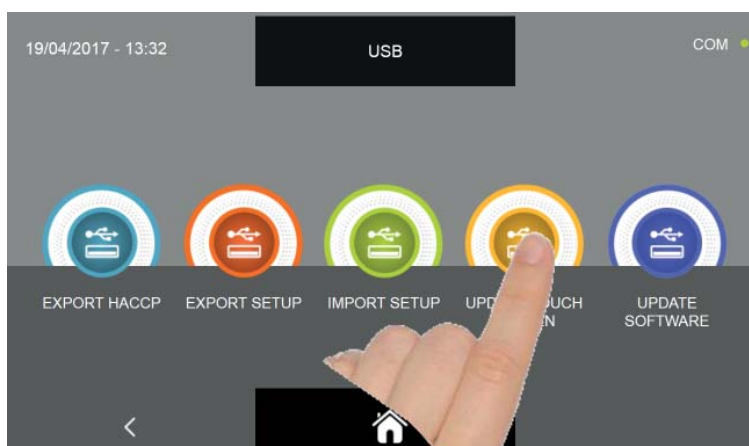 19/04/2017 - 13:32
USB
COM
EXPORT HACCP
EXPORT SETUP
IMPORT SETUP
UPDATE
SOFTWARE